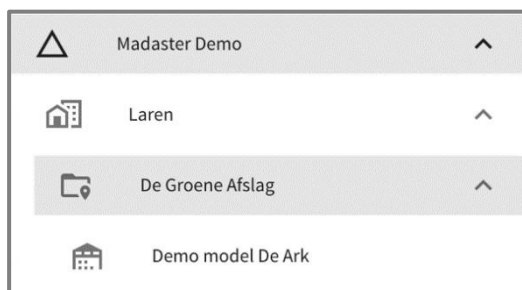 Madaster Demo
Laren
De Groene Afslag
Demo model De Ark